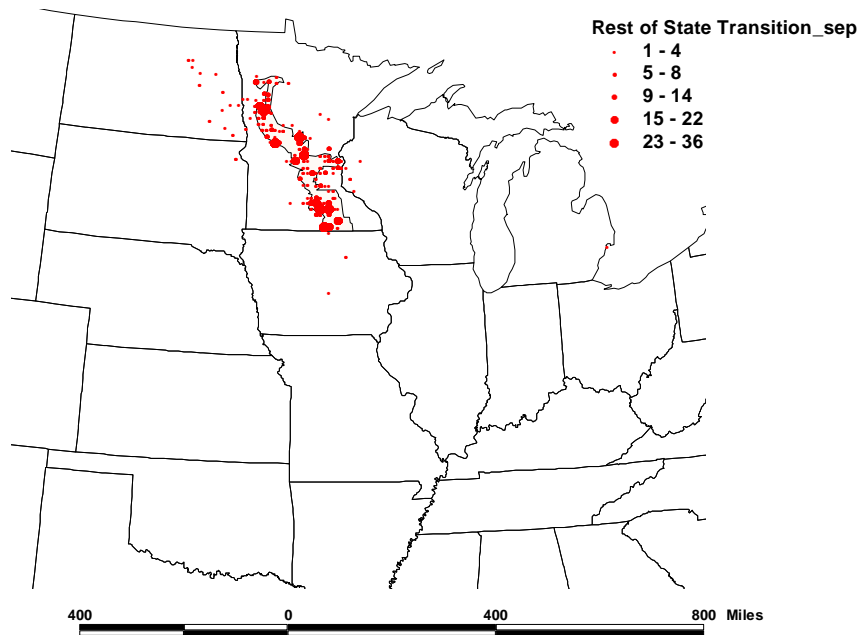 Rest of State Transition_sep
1 - 4
5 - 8
9 - 14
15 - 22
23 - 36
400 0 400 800 Miles